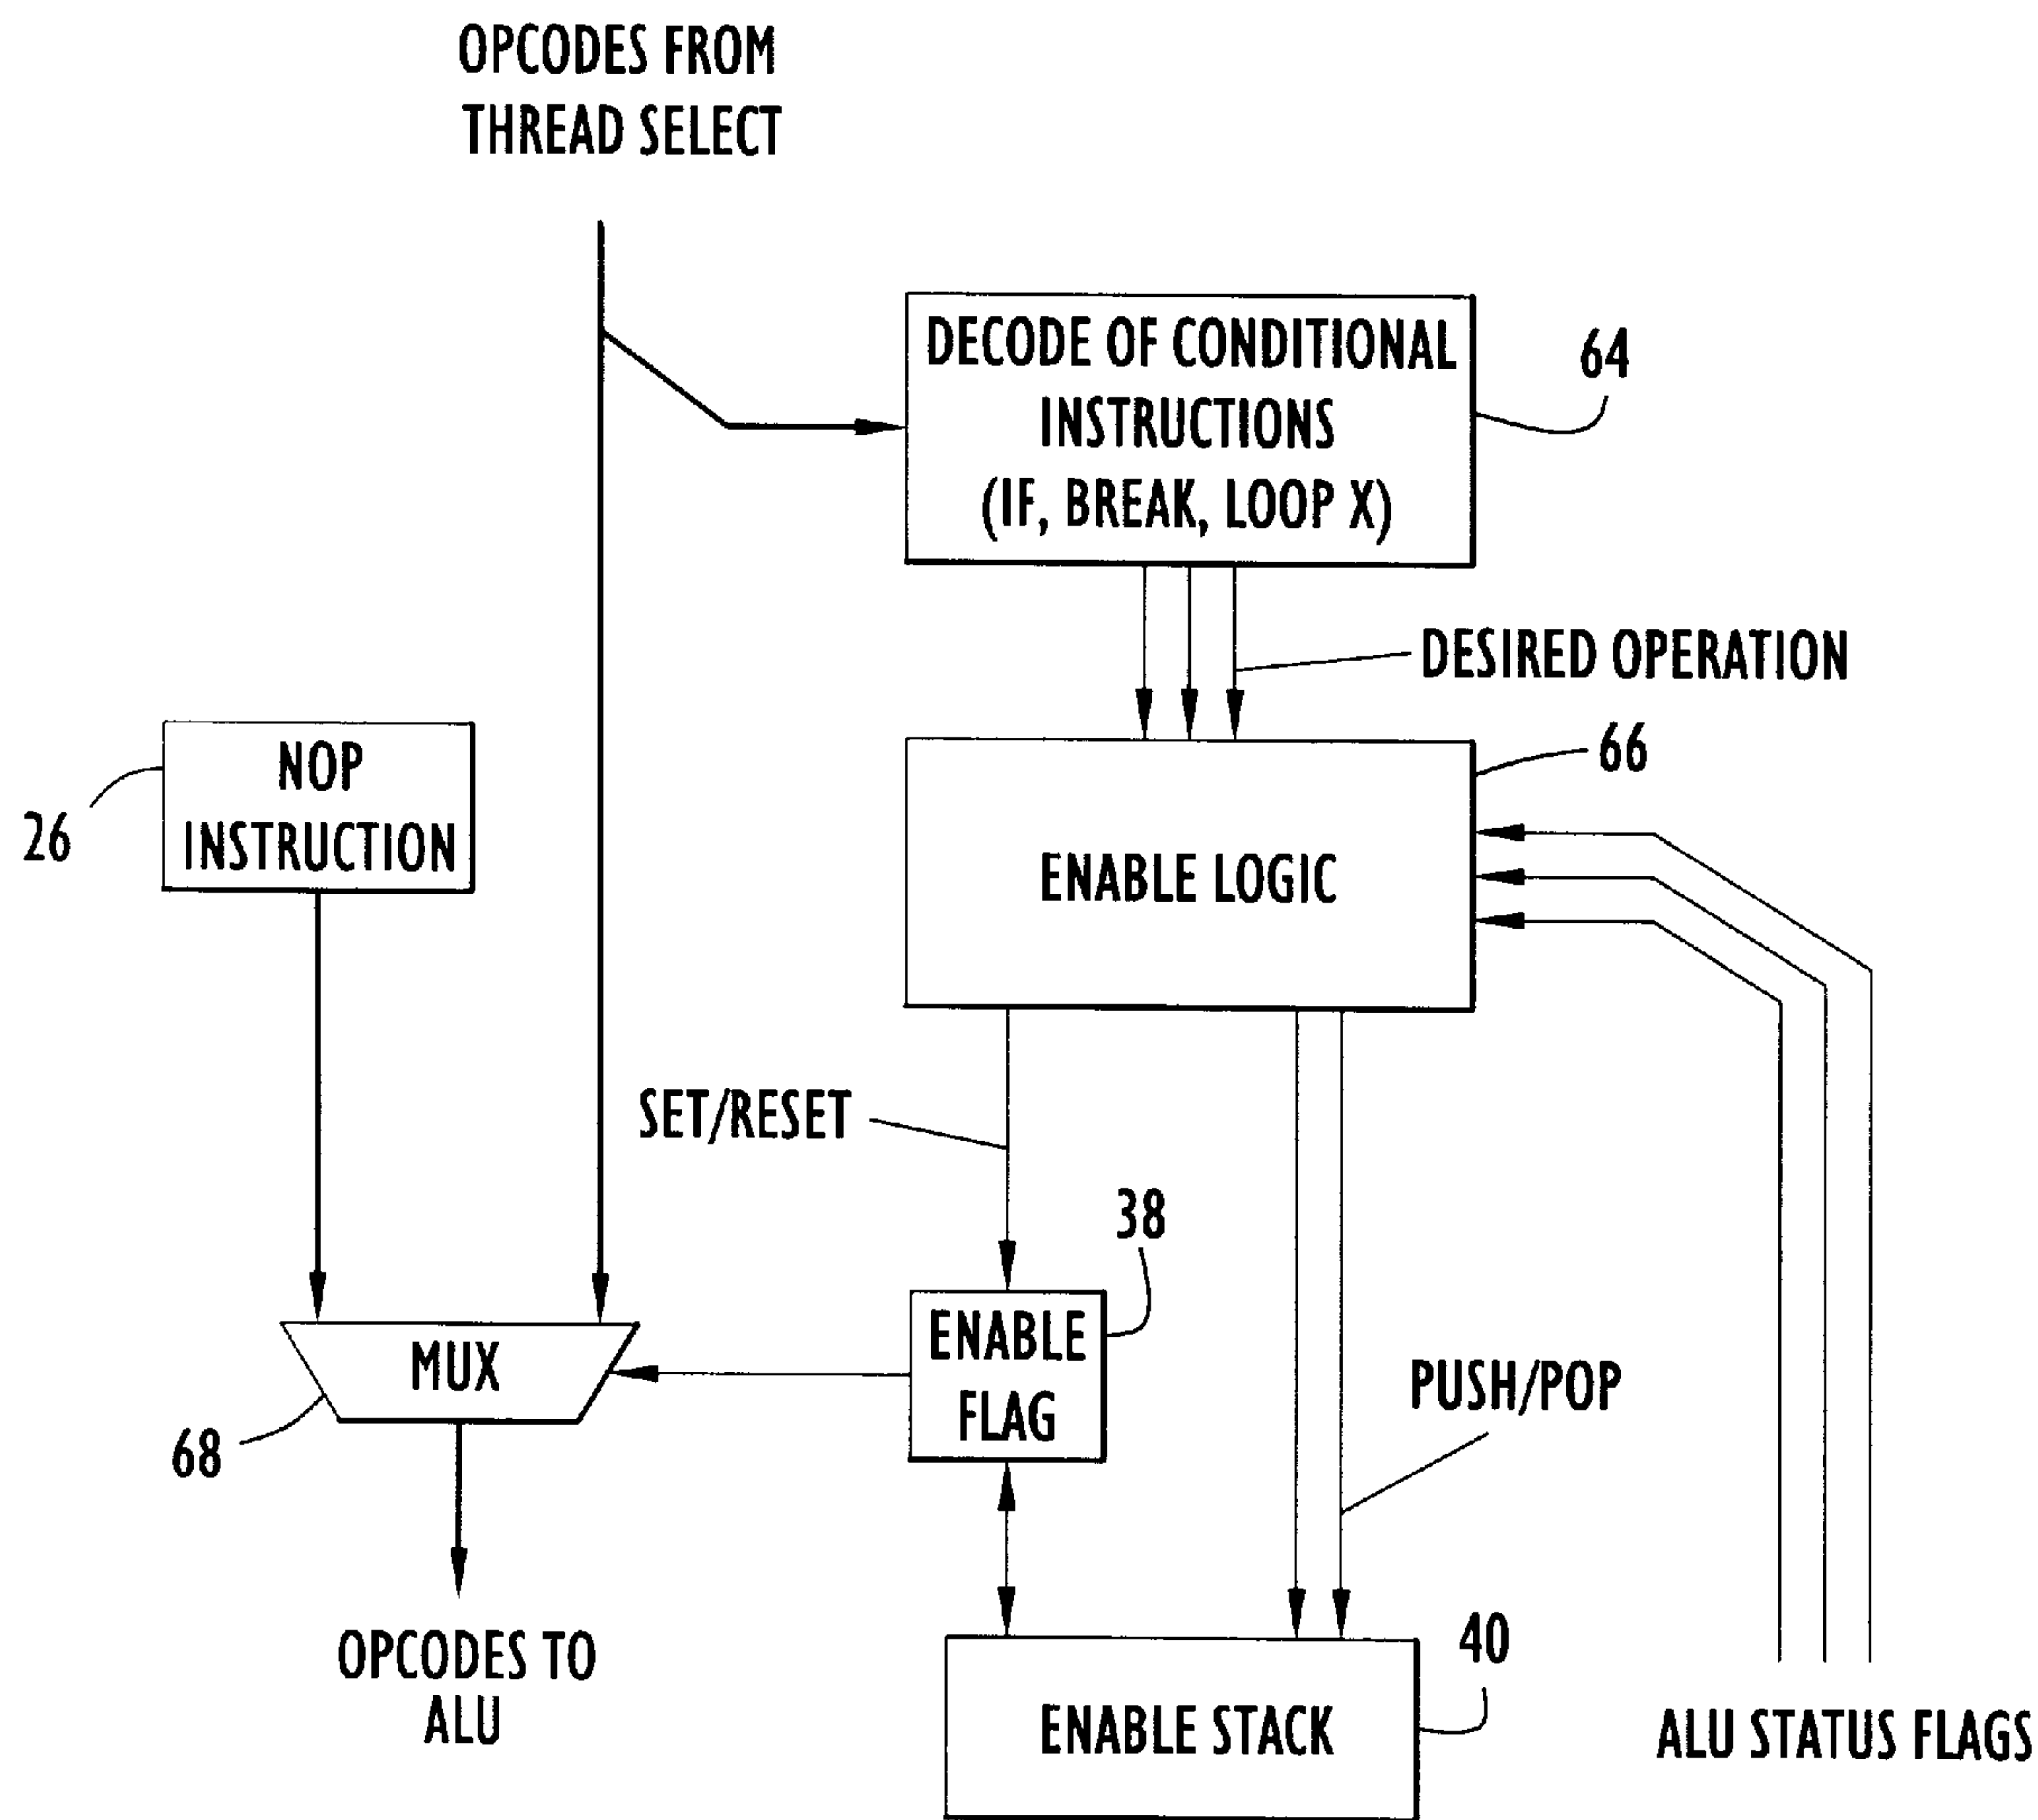 OPCODES FROM
THREAD SELECT
DECODE OF CONDITIONAL
INSTRUCTIONS
(IF, BREAK, LOOP X)
64
DESIRED OPERATION
NOP
INSTRUCTION
26
66
ENABLE LOGIC
SET/RESET
38
ENABLE
FLAG
MUX
68
PUSH/POP
OPCODES TO
ALU
40
ENABLE STACK
ALU STATUS FLAGS